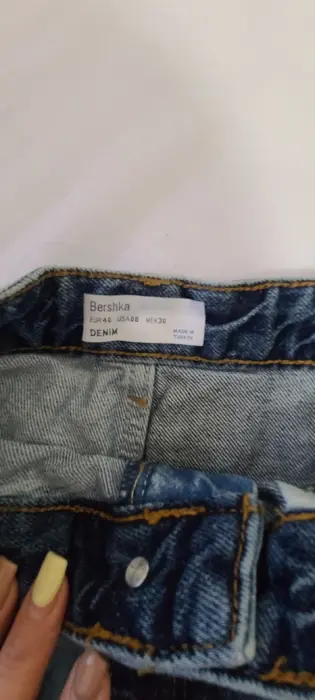 Bershka
EUR40 USA08 MEX30
DENIM
MADE IN
TURKEY